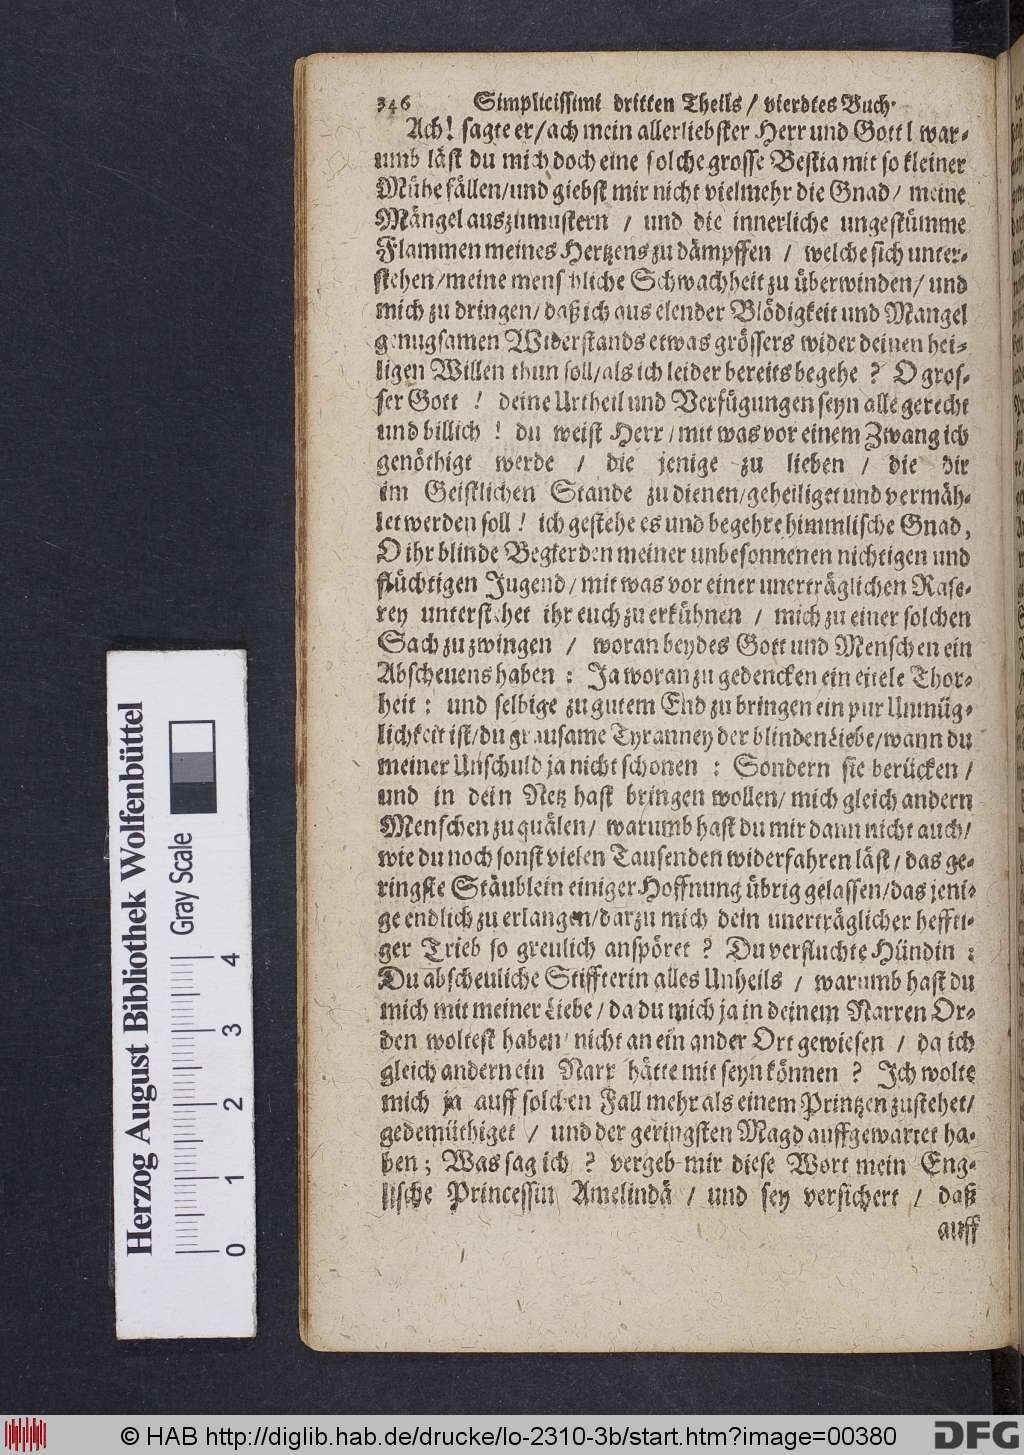 346 Simplicissimi dritten Theils / vierdtes Buch.
Ach! sagte er/ach mein allerliebster Herr und Gott! war-
umb läst du mich doch eine solche grosse Bestia mit so kleiner
Mühe fällen/und giebst mir nicht vielmehr die Gnad/ meine
Mängel auszumustern / und die innerliche ungestümme
Flammen meines Hertzens zu dämpffen / welche sich unter-
stehen/meine menschliche Schwachheit zu überwinden/ und
mich zu dringen/ daß ich aus elender Blödigkeit und Mangel
genugsamen Widerstands etwas grössers wider deinen hei-
ligen Willen thun soll/als ich leider bereits begehe ? O gros-
ser Gott ! deine Urtheil und Verfügungen seyn alle gerecht
und billich ! du weist Herr/mit was vor einem Zwang ich
genöthigt werde / die jenige zu lieben / die dir
im Geistlichen Stande zu dienen/geheiliget und vermäh-
let werden soll! ich gestehe es und begehre himmlische Gnad,
O ihr blinde Begierden meiner unbesonnenen nichtigen und
flüchtigen Jugend/mit was vor einer unerträglichen Rase-
rey unterstehet ihr euch zu erkühnen / mich zu einer solchen
Sach zu zwingen / woran beydes Gott und Menschen ein
Abscheuens haben : Ja woran zu gedencken ein eitele Thor-
heit : und selbige zu gutem End zu bringen ein pur Unmüg-
lichkeit ist/du grausame Tyranney der blinden Liebe/wann du
meiner Unschuld ja nicht schonen : Sondern sie berücken /
und in dein Netz hast bringen wollen/ mich gleich andern
Menschen zu quälen/ warumb hast du mir dann nicht auch/
wie du noch sonst vielen Tausenden widerfahren läst/das ge-
ringste Stäublein einiger Hoffnung übrig gelassen/das jeni-
ge endlich zu erlangen/darzu mich dein unerträglicher heffti-
ger Trieb so greulich anspöret ? Du verfluchte Hündin :
Du abscheuliche Stiffterin alles Unheils / warumb hast du
mich mit meiner Liebe/da du mich ja in deinem Narren Or-
den woltest haben/ nicht an ein ander Ort gewiesen / da ich
gleich andern ein Narr hätte mit seyn können ? Ich wolte
mich ja auff solchen Fall mehr als einem Printzen zustehet/
gedemüthiget / und der geringsten Magd auffgewartet ha-
ben; Was sag ich ? vergeb mir diese Wort mein Eng-
lische Princessin Amelindä / und sey versichert / daß
auff
Herzog August Bibliothek Wolfenbüttel
Gray Scale
0 1 2 3 4
© HAB http://diglib.hab.de/drucke/lo-2310-3b/start.htm?image=00380
DFG